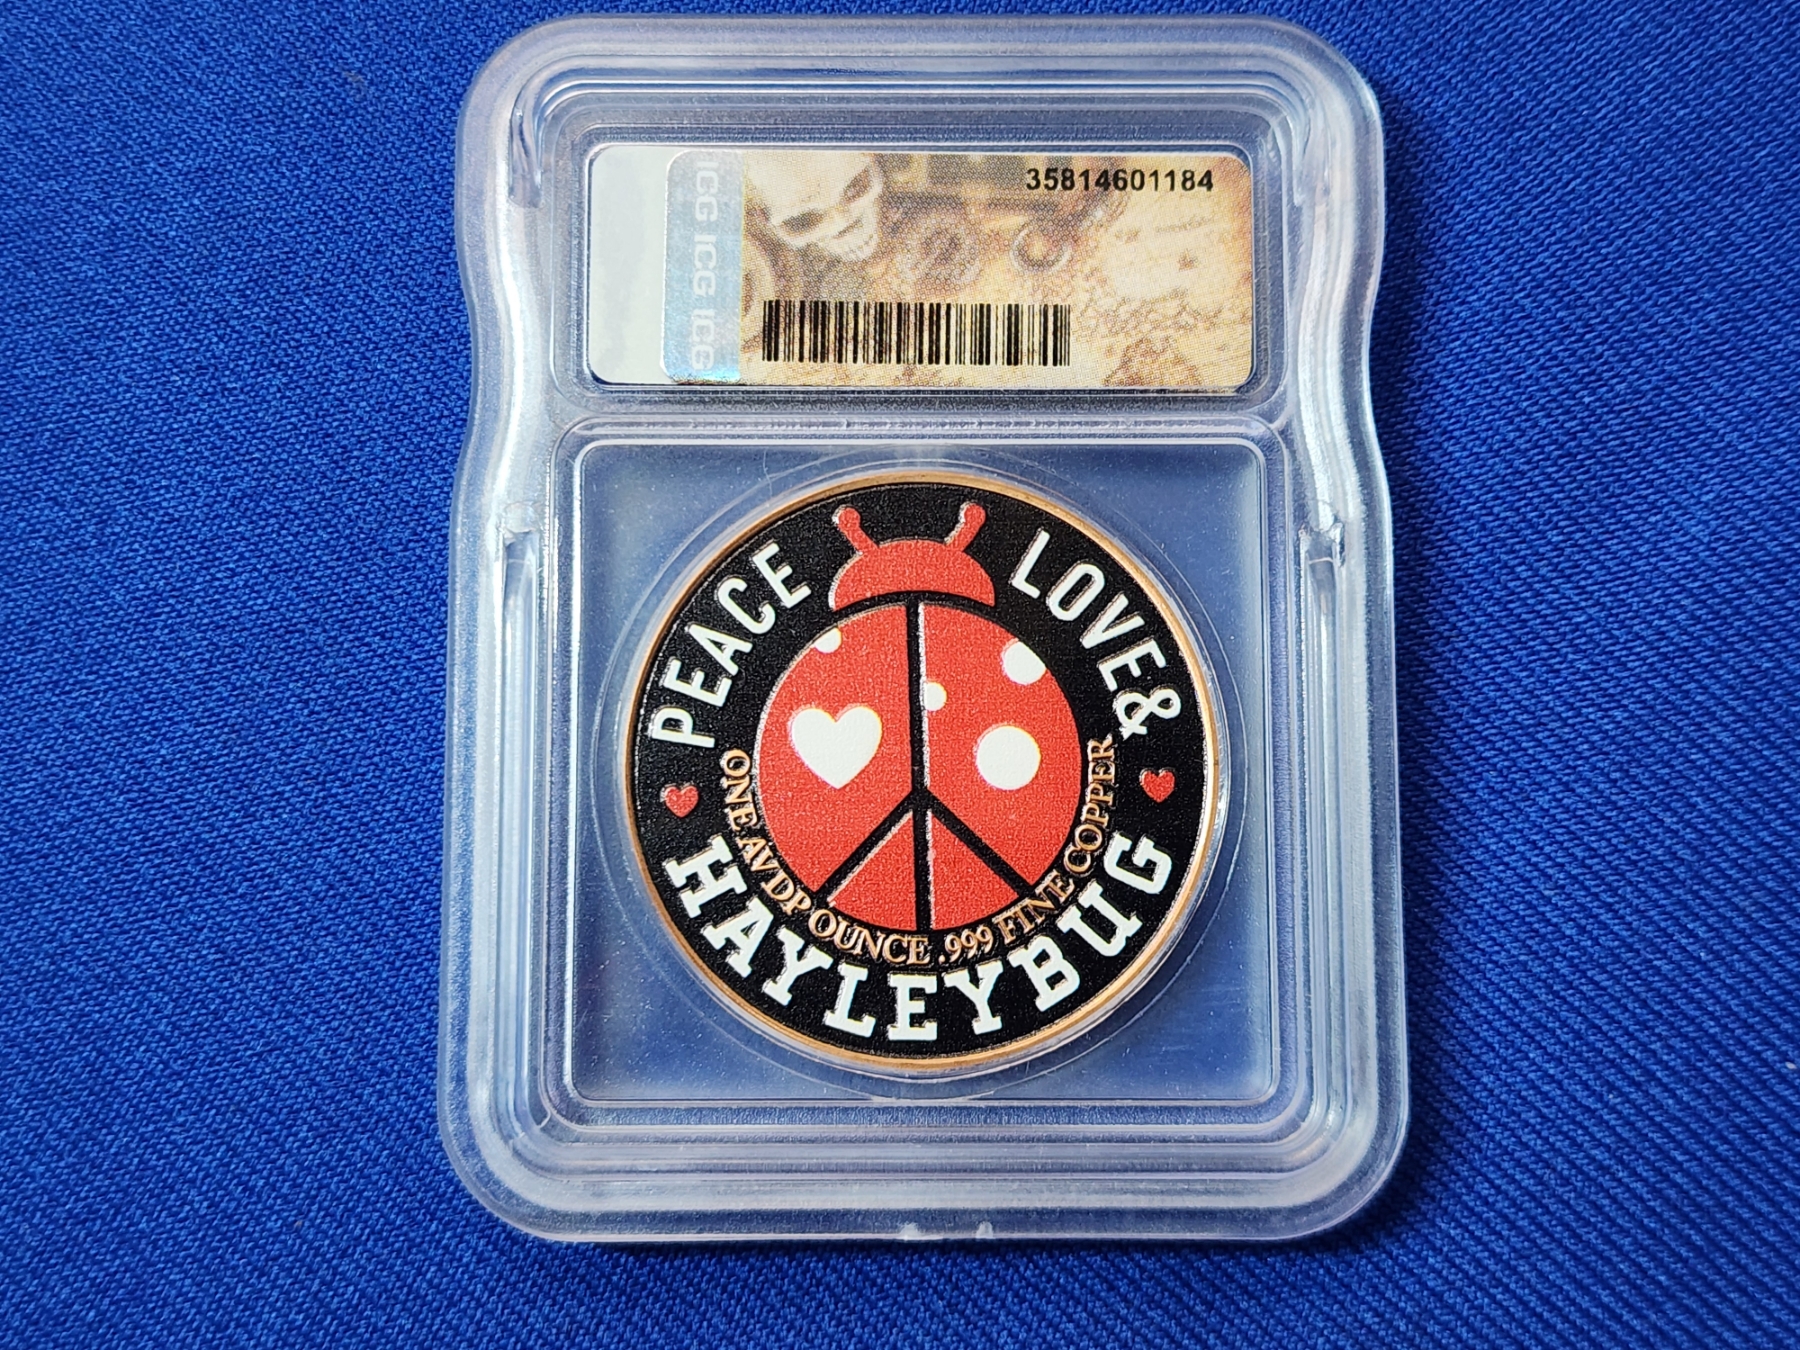 35814601184
ICG ICG ICG
PEACE LOVE &
ONE AVDP OUNCE .999 FINE COPPER
HAYLEYBUG